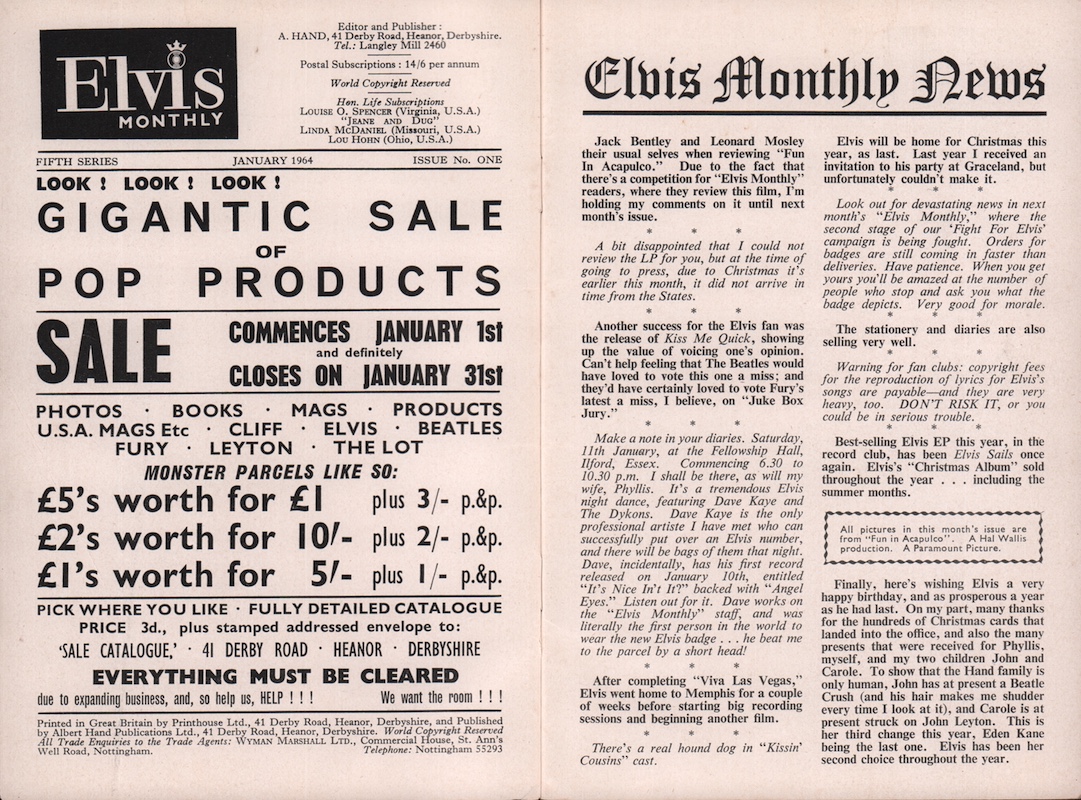 Elvis
MONTHLY
Editor and Publisher :
A. HAND, 41 Derby Road, Heanor, Derbyshire.
Tel.: Langley Mill 2460
Postal Subscriptions : 14/6 per annum
World Copyright Reserved
Hon. Life Subscriptions
LOUISE O. SPENCER (Virginia, U.S.A.)
"JEANE AND DUG"
LINDA MCDANIEL (Missouri, U.S.A.)
LOU HOHN (Ohio, U.S.A.)
FIFTH SERIES JANUARY 1964 ISSUE No. ONE
LOOK ! LOOK ! LOOK !
GIGANTIC SALE
OF
POP PRODUCTS
SALE
COMMENCES JANUARY 1st
and definitely
CLOSES ON JANUARY 31st
PHOTOS · BOOKS · MAGS · PRODUCTS
U.S.A. MAGS Etc · CLIFF · ELVIS · BEATLES
FURY · LEYTON · THE LOT
MONSTER PARCELS LIKE SO:
£5's worth for £1 plus 3/- p.&p.
£2's worth for 10/- plus 2/- p.&p.
£1's worth for 5/- plus 1/- p.&p.
PICK WHERE YOU LIKE · FULLY DETAILED CATALOGUE
PRICE 3d., plus stamped addressed envelope to:
'SALE CATALOGUE,' · 41 DERBY ROAD · HEANOR · DERBYSHIRE
EVERYTHING MUST BE CLEARED
due to expanding business, and, so help us, HELP ! ! ! We want the room ! ! !
Printed in Great Britain by Printhouse Ltd., 41 Derby Road, Heanor, Derbyshire, and Published
by Albert Hand Publications Ltd., 41 Derby Road, Heanor, Derbyshire. World Copyright Reserved
All Trade Enquiries to the Trade Agents: WYMAN MARSHALL LTD., Commercial House, St. Ann's
Well Road, Nottingham. Telephone: Nottingham 55293
Elvis Monthly News
Jack Bentley and Leonard Mosley
their usual selves when reviewing "Fun
In Acapulco." Due to the fact that
there's a competition for "Elvis Monthly"
readers, where they review this film, I'm
holding my comments on it until next
month's issue.
* * *
A bit disappointed that I could not
review the LP for you, but at the time of
going to press, due to Christmas it's
earlier this month, it did not arrive in
time from the States.
* * *
Another success for the Elvis fan was
the release of Kiss Me Quick, showing
up the value of voicing one's opinion.
Can't help feeling that The Beatles would
have loved to vote this one a miss; and
they'd have certainly loved to vote Fury's
latest a miss, I believe, on "Juke Box
Jury."
* * *
Make a note in your diaries. Saturday,
11th January, at the Fellowship Hall,
Ilford, Essex. Commencing 6.30 to
10.30 p.m. I shall be there, as will my
wife, Phyllis. It's a tremendous Elvis
night dance, featuring Dave Kaye and
The Dykons. Dave Kaye is the only
professional artiste I have met who can
successfully put over an Elvis number,
and there will be bags of them that night.
Dave, incidentally, has his first record
released on January 10th, entitled
"It's Nice In't It?" backed with "Angel
Eyes." Listen out for it. Dave works on
the "Elvis Monthly" staff, and was
literally the first person in the world to
wear the new Elvis badge . . . he beat me
to the parcel by a short head!
* * *
After completing "Viva Las Vegas,"
Elvis went home to Memphis for a couple
of weeks before starting big recording
sessions and beginning another film.
* * *
There's a real hound dog in "Kissin'
Cousins" cast.
Elvis will be home for Christmas this
year, as last. Last year I received an
invitation to his party at Graceland, but
unfortunately couldn't make it.
* * *
Look out for devastating news in next
month's "Elvis Monthly," where the
second stage of our 'Fight For Elvis'
campaign is being fought. Orders for
badges are still coming in faster than
deliveries. Have patience. When you get
yours you'll be amazed at the number of
people who stop and ask you what the
badge depicts. Very good for morale.
* * *
The stationery and diaries are also
selling very well.
* * *
Warning for fan clubs: copyright fees
for the reproduction of lyrics for Elvis's
songs are payable—and they are very
heavy, too. DON'T RISK IT, or you
could be in serious trouble.
* * *
Best-selling Elvis EP this year, in the
record club, has been Elvis Sails once
again. Elvis's "Christmas Album" sold
throughout the year . . . including the
summer months.
All pictures in this month's issue are
from "Fun in Acapulco". A Hal Wallis
production. A Paramount Picture.
Finally, here's wishing Elvis a very
happy birthday, and as prosperous a year
as he had last. On my part, many thanks
for the hundreds of Christmas cards that
landed into the office, and also the many
presents that were received for Phyllis,
myself, and my two children John and
Carole. To show that the Hand family is
only human, John has at present a Beatle
Crush (and his hair makes me shudder
every time I look at it), and Carole is at
present struck on John Leyton. This is
her third change this year, Eden Kane
being the last one. Elvis has been her
second choice throughout the year.